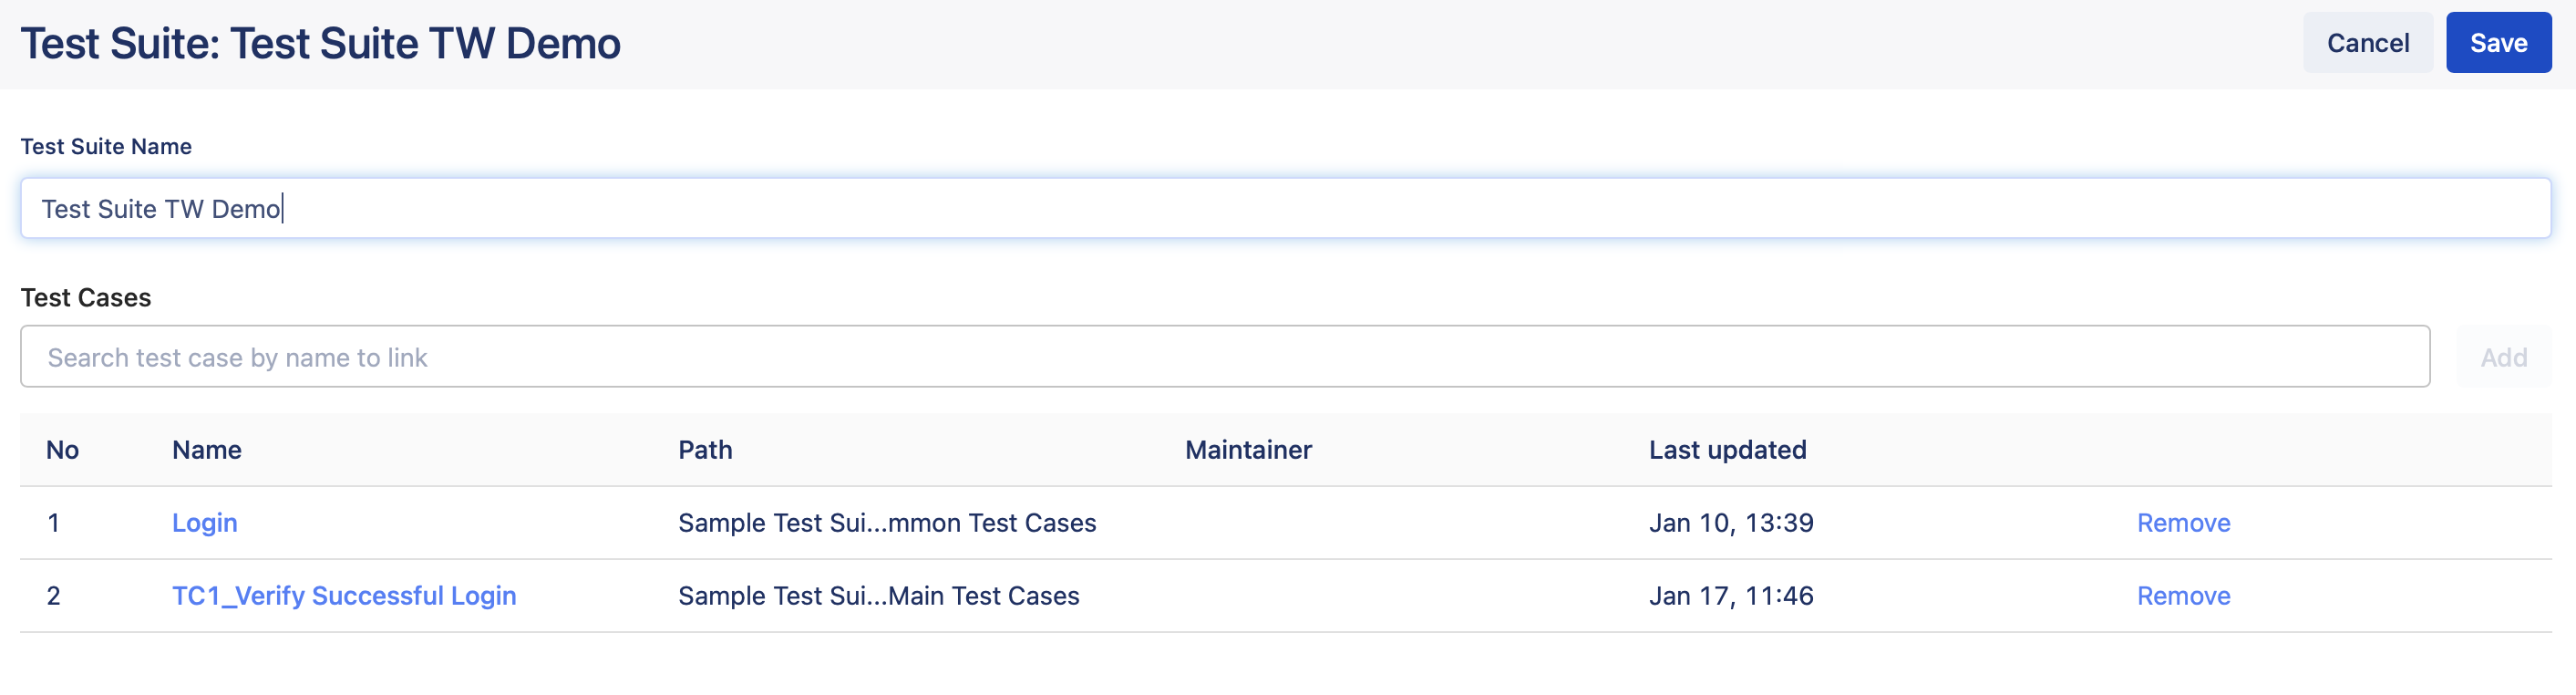 Test Suite: Test Suite TW Demo
Cancel
Save
Test Suite Name
Test Suite TW Demo
Test Cases
Search test case by name to link
Add
No Name Path Maintainer Last updated
1 Login Sample Test Sui...mmon Test Cases Jan 10, 13:39 Remove
2 TC1_Verify Successful Login Sample Test Sui...Main Test Cases Jan 17, 11:46 Remove